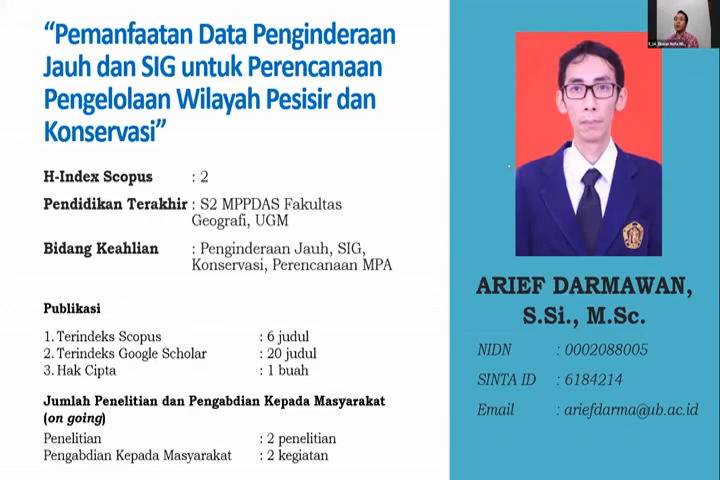 “Pemanfaatan Data Penginderaan
Jauh dan SIG untuk Perencanaan
Pengelolaan Wilayah Pesisir dan
Konservasi”
H-Index Scopus : 2
Pendidikan Terakhir : S2 MPPDAS Fakultas
Geografi, UGM
Bidang Keahlian : Penginderaan Jauh, SIG,
Konservasi, Perencanaan MPA
Publikasi
1. Terindeks Scopus : 6 judul
2. Terindeks Google Scholar : 20 judul
3. Hak Cipta : 1 buah
Jumlah Penelitian dan Pengabdian Kepada Masyarakat
(on going)
Penelitian : 2 penelitian
Pengabdian Kepada Masyarakat : 2 kegiatan
ARIEF DARMAWAN,
S.Si., M.Sc.
NIDN : 0002088005
SINTA ID : 6184214
Email : ariefdarma@ub.ac.id